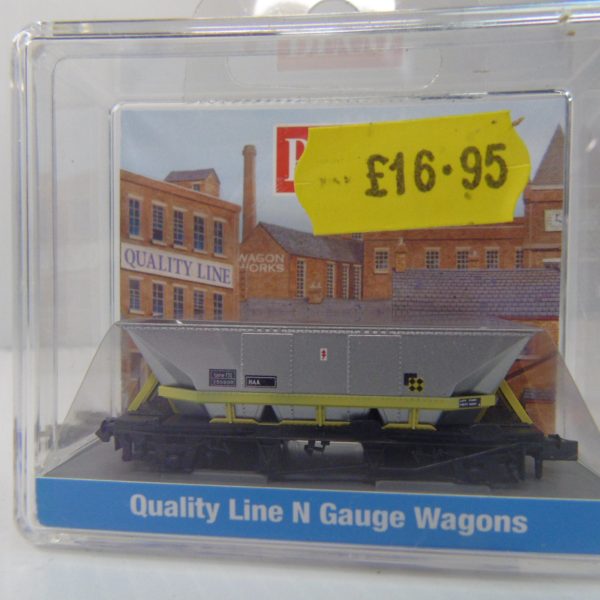 £16.95
WAGON
WORKS
QUALITY LINE
HAA
Quality Line N Gauge Wagons